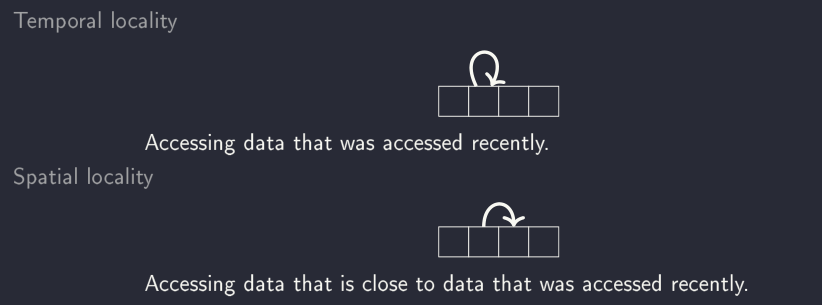 Temporal locality
Accessing data that was accessed recently.
Spatial locality
Accessing data that is close to data that was accessed recently.